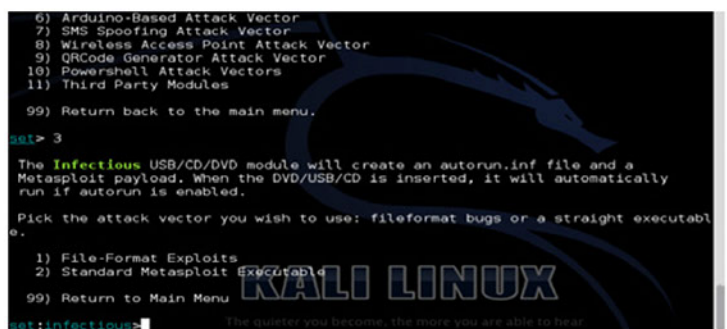 6) Arduino-Based Attack Vector
7) SMS Spoofing Attack Vector
8) Wireless Access Point Attack Vector
9) QRCode Generator Attack Vector
10) Powershell Attack Vectors
11) Third Party Modules
99) Return back to the main menu.
set> 3
The Infectious USB/CD/DVD module will create an autorun.inf file and a
Metasploit payload. When the DVD/USB/CD is inserted, it will automatically
run if autorun is enabled.
Pick the attack vector you wish to use: fileformat bugs or a straight executabl
e.
1) File-Format Exploits
2) Standard Metasploit Executable
KALI LINUX
99) Return to Main Menu
set:infectious>
The quieter you become, the more you are able to hear